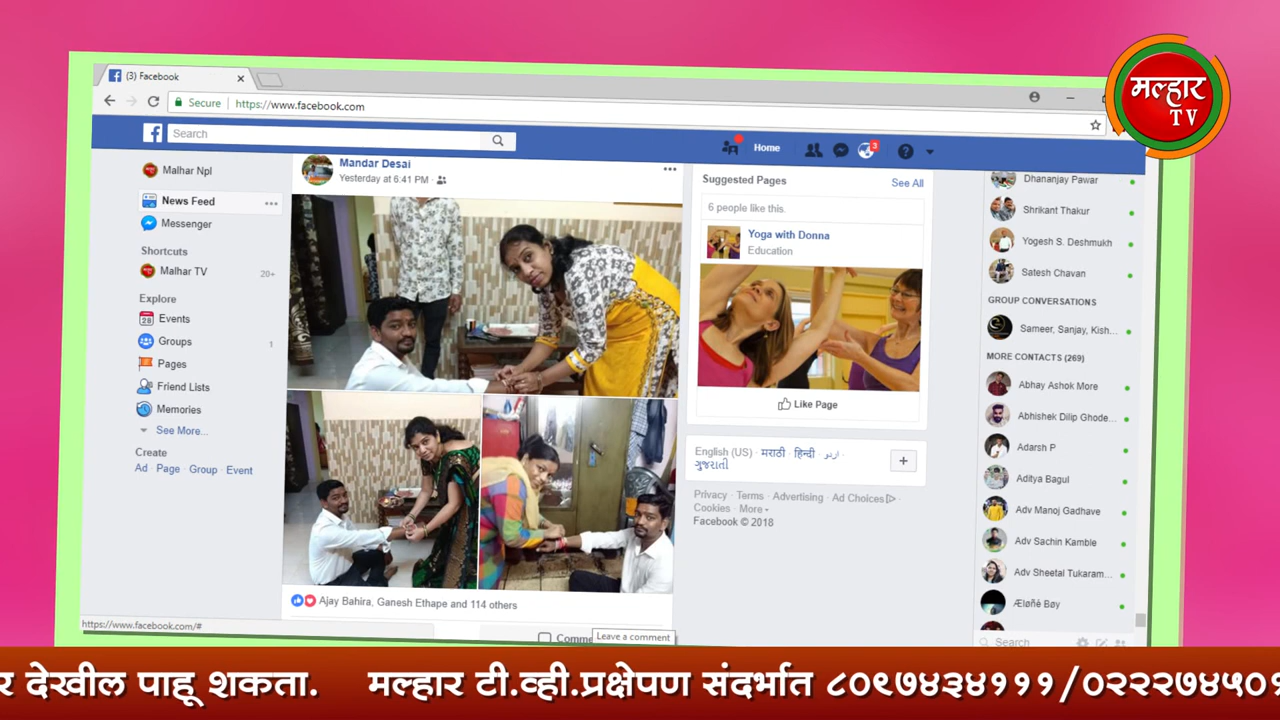 (3) Facebook
Secure
https://www.facebook.com
मल्हार
TV
Search
Home
3
Malhar Npl
News Feed
Messenger
Shortcuts
Malhar TV
20+
Explore
28
Events
Groups
1
Pages
Friend Lists
Memories
See More...
Create
Ad · Page · Group · Event
Mandar Desai
Yesterday at 6:41 PM ·
Ajay Bahira, Ganesh Ethape and 114 others
Leave a comment
https://www.facebook.com/#
Suggested Pages
See All
6 people like this.
Yoga with Donna
Education
Like Page
English (US) · मराठी · हिन्दी · اردو ·
ગુજરાતી
Privacy · Terms · Advertising · Ad Choices ·
Cookies · More
Facebook © 2018
Dhananjay Pawar
Shrikant Thakur
Yogesh S. Deshmukh
Satesh Chavan
GROUP CONVERSATIONS
Sameer, Sanjay, Kish...
MORE CONTACTS (269)
Abhay Ashok More
Abhishek Dilip Ghode...
Adarsh P
Aditya Bagul
Adv Manoj Gadhave
Adv Sachin Kamble
Adv Sheetal Tukaram...
Æløñé Bøy
Search
र देखील पाहू शकता. मल्हार टी.व्ही.प्रक्षेपण संदर्भात ८०९७४३४१११/०२२२७४५०